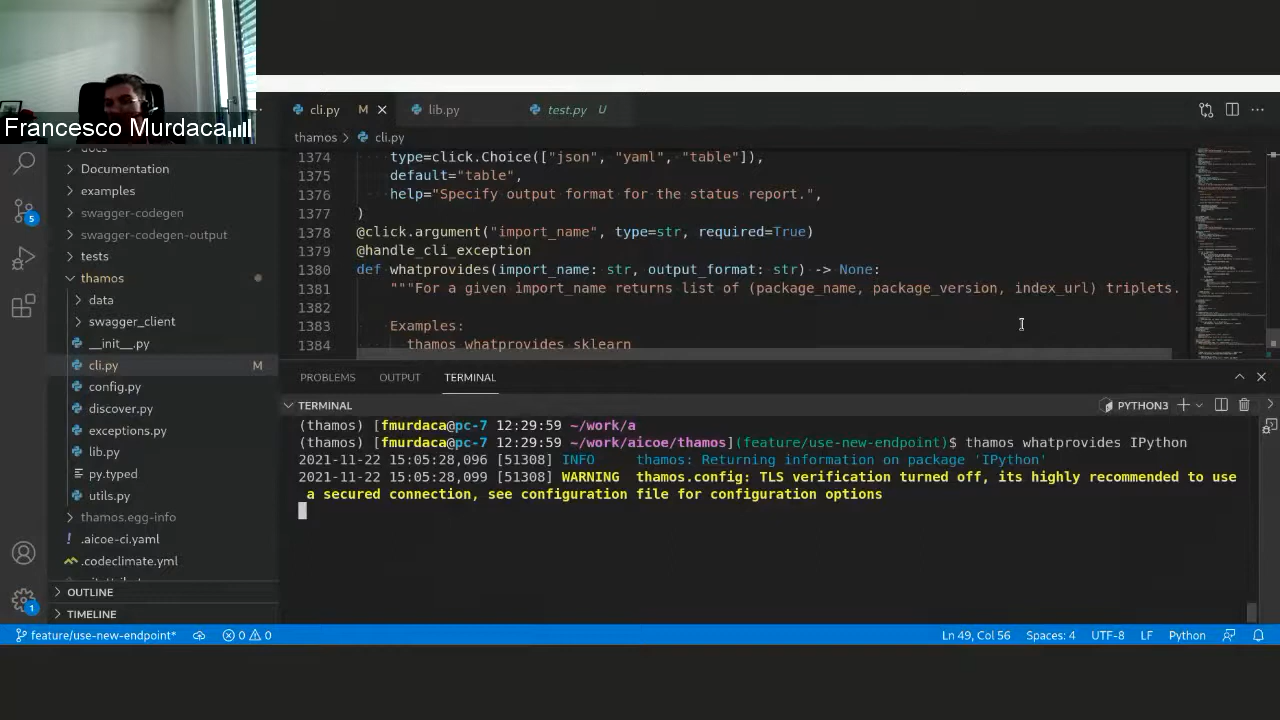 Francesco Murdaca
cli.py M
lib.py
test.py U
thamos > cli.py
docs
Documentation
examples
swagger-codegen
swagger-codegen-output
tests
thamos
data
swagger_client
__init__.py
cli.py M
config.py
discover.py
exceptions.py
lib.py
py.typed
utils.py
thamos.egg-info
.aicoe-ci.yaml
.codeclimate.yml
OUTLINE
TIMELINE
5
1
1374 type=click.Choice(["json", "yaml", "table"]),
1375 default="table",
1376 help="Specify output format for the status report.",
1377 )
1378 @click.argument("import_name", type=str, required=True)
1379 @handle_cli_exception
1380 def whatprovides(import_name: str, output_format: str) -> None:
1381 """For a given import_name returns list of (package_name, package_version, index_url) triplets.
1382
1383 Examples:
1384 thamos whatprovides sklearn
PROBLEMS OUTPUT TERMINAL
TERMINAL
PYTHON3
(thamos) [fmurdaca@pc-7 12:29:59 ~/work/a
(thamos) [fmurdaca@pc-7 12:29:59 ~/work/aicoe/thamos](feature/use-new-endpoint)$ thamos whatprovides IPython
2021-11-22 15:05:28,096 [51308] INFO thamos: Returning information on package 'IPython'
2021-11-22 15:05:28,099 [51308] WARNING thamos.config: TLS verification turned off, its highly recommended to use
a secured connection, see configuration file for configuration options
feature/use-new-endpoint* 0 0 Ln 49, Col 56 Spaces: 4 UTF-8 LF Python